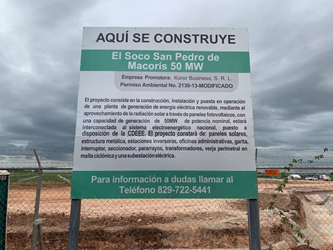 AQUÍ SE CONSTRUYE
El Soco San Pedro de
Macorís 50 MW
Empresa Promotora: Koror Business, S. R. L.
Permiso Ambiental No. 2130-13-MODIFICADO
El proyecto consiste en la construcción, instalación y puesta en operación
de una planta de generación de energía eléctrica renovable, mediante el
aprovechamiento de la radiación solar a través de paneles fotovoltaicos, con
una capacidad de generación de 50MW de potencia nominal, estará
interconectado al sistema electroenergético nacional, puesto a
disposición de la CDEEE. El proyecto constará de: paneles solares,
estructura metálica, estaciones inversoras, oficinas administrativas, garita,
interruptor, seccionador, pararrayos, transformadores, verja perimetral en
malla ciclónica y una subestación eléctrica.
Para información a dudas llamar al
Teléfono 829-722-5441